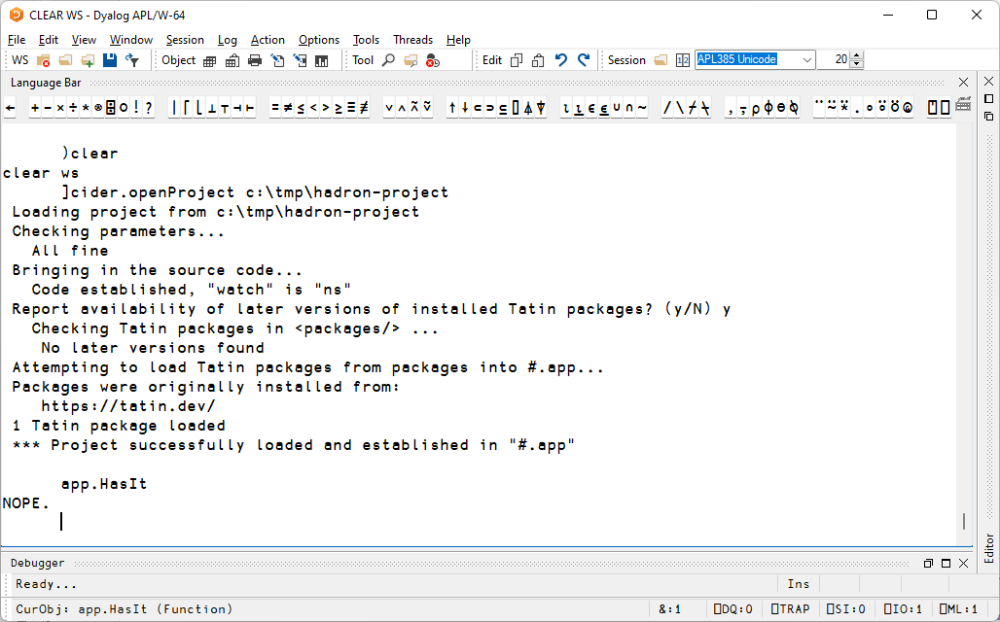 CLEAR WS - Dyalog APL/W-64
File Edit View Window Session Log Action Options Tools Threads Help
WS Object Tool Edit Session APL385 Unicode 20
Language Bar
← + - × ÷ * ⍟ ⌹ ○ ! ? | ⌈ ⌊ ⊥ ⊤ ⊣ ⊢ = ≠ ≤ < > ≥ ≡ ≢ ∨ ∧ ⍲ ⍱ ↑ ↓ ⊂ ⊃ ⊆ ⌷ ⍋ ⍒ ⍳ ⍸ ∊ ⍷ ∪ ∩ ~ / \ ⌿ ⍀ , ⍪ ⍴ ⌽ ⊖ ⍉ ¨ ⍨ ⍣ . ∘ ⍤ ⍥ @
)clear
clear ws
]cider.openProject c:\tmp\hadron-project
Loading project from c:\tmp\hadron-project
Checking parameters...
All fine
Bringing in the source code...
Code established, "watch" is "ns"
Report availability of later versions of installed Tatin packages? (y/N) y
Checking Tatin packages in <packages/> ...
No later versions found
Attempting to load Tatin packages from packages into #.app...
Packages were originally installed from:
https://tatin.dev/
1 Tatin package loaded
*** Project successfully loaded and established in "#.app"
app.HasIt
NOPE.
Editor
Debugger
Ready... Ins
CurObj: app.HasIt (Function) &:1 ⎕DQ:0 ⎕TRAP ⎕SI:0 ⎕IO:1 ⎕ML:1